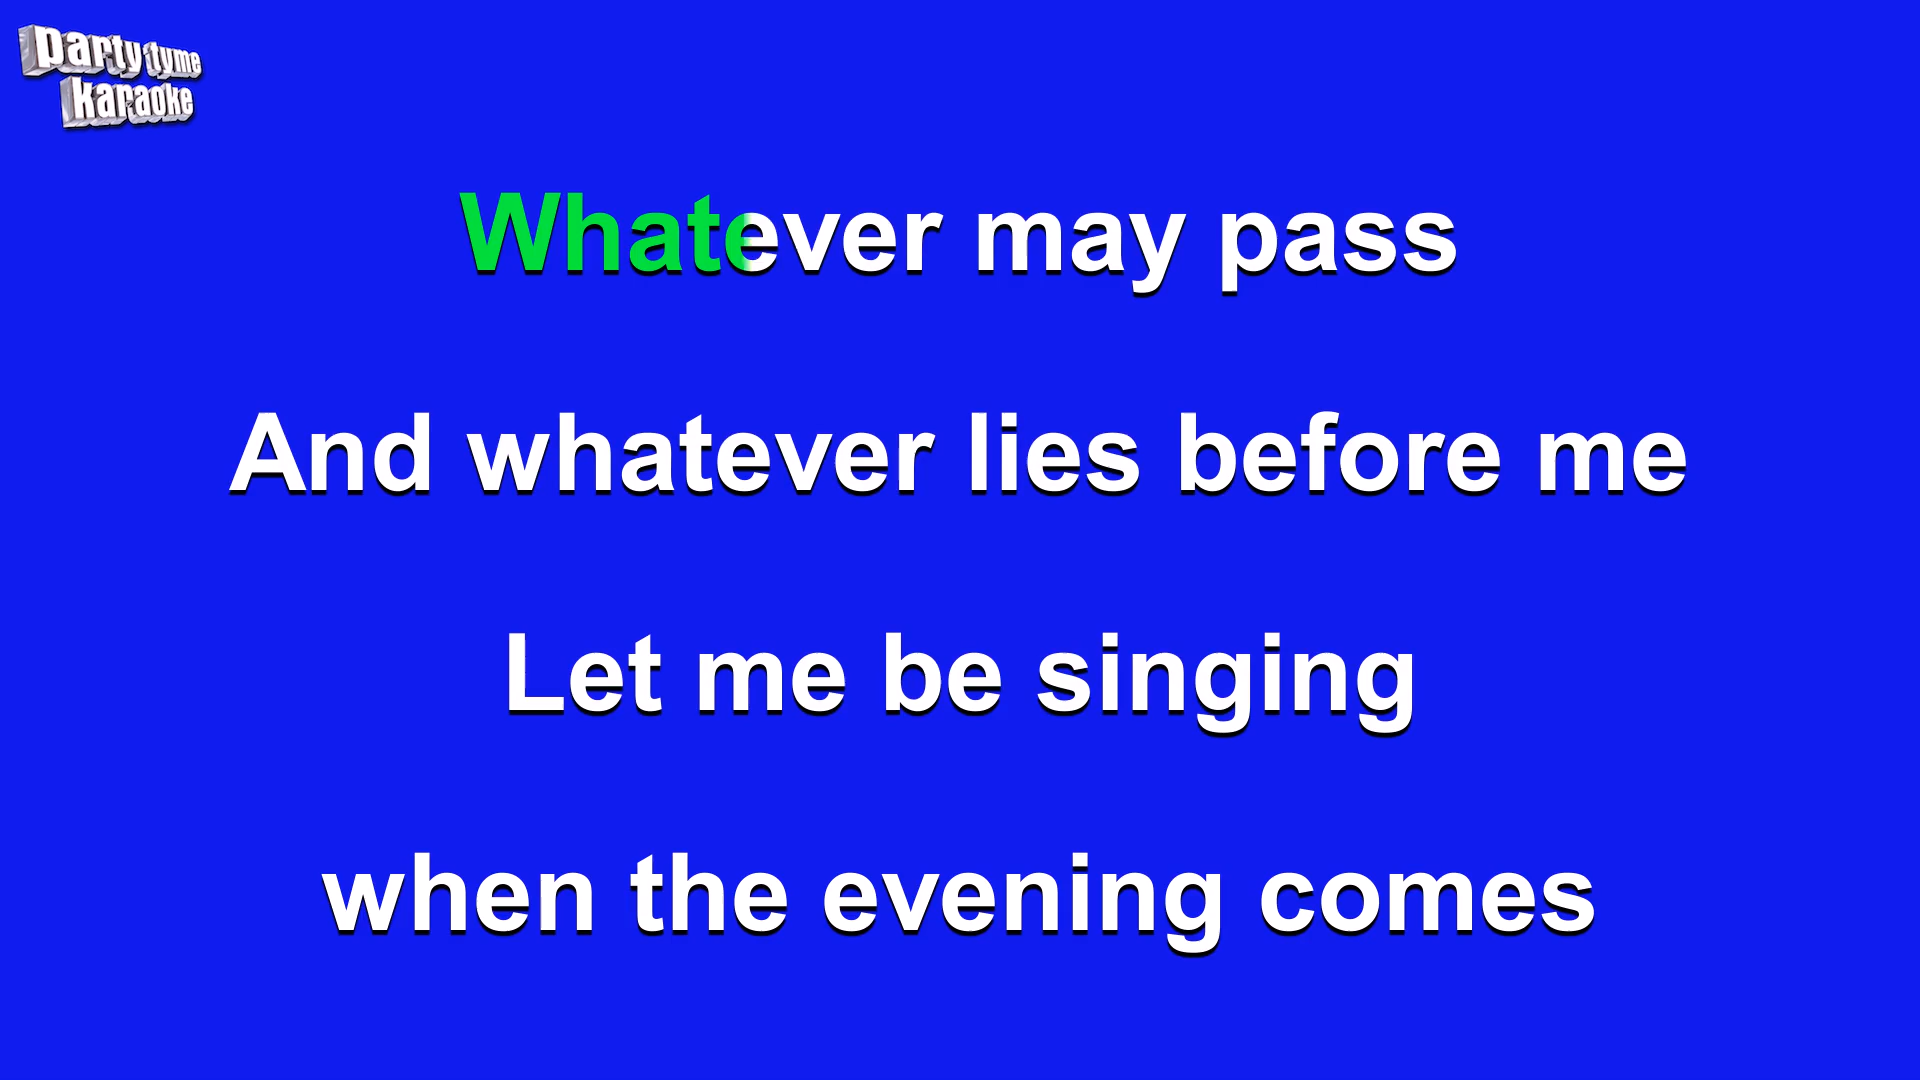 party tyme
karaoke
Whatever may pass
And whatever lies before me
Let me be singing
when the evening comes